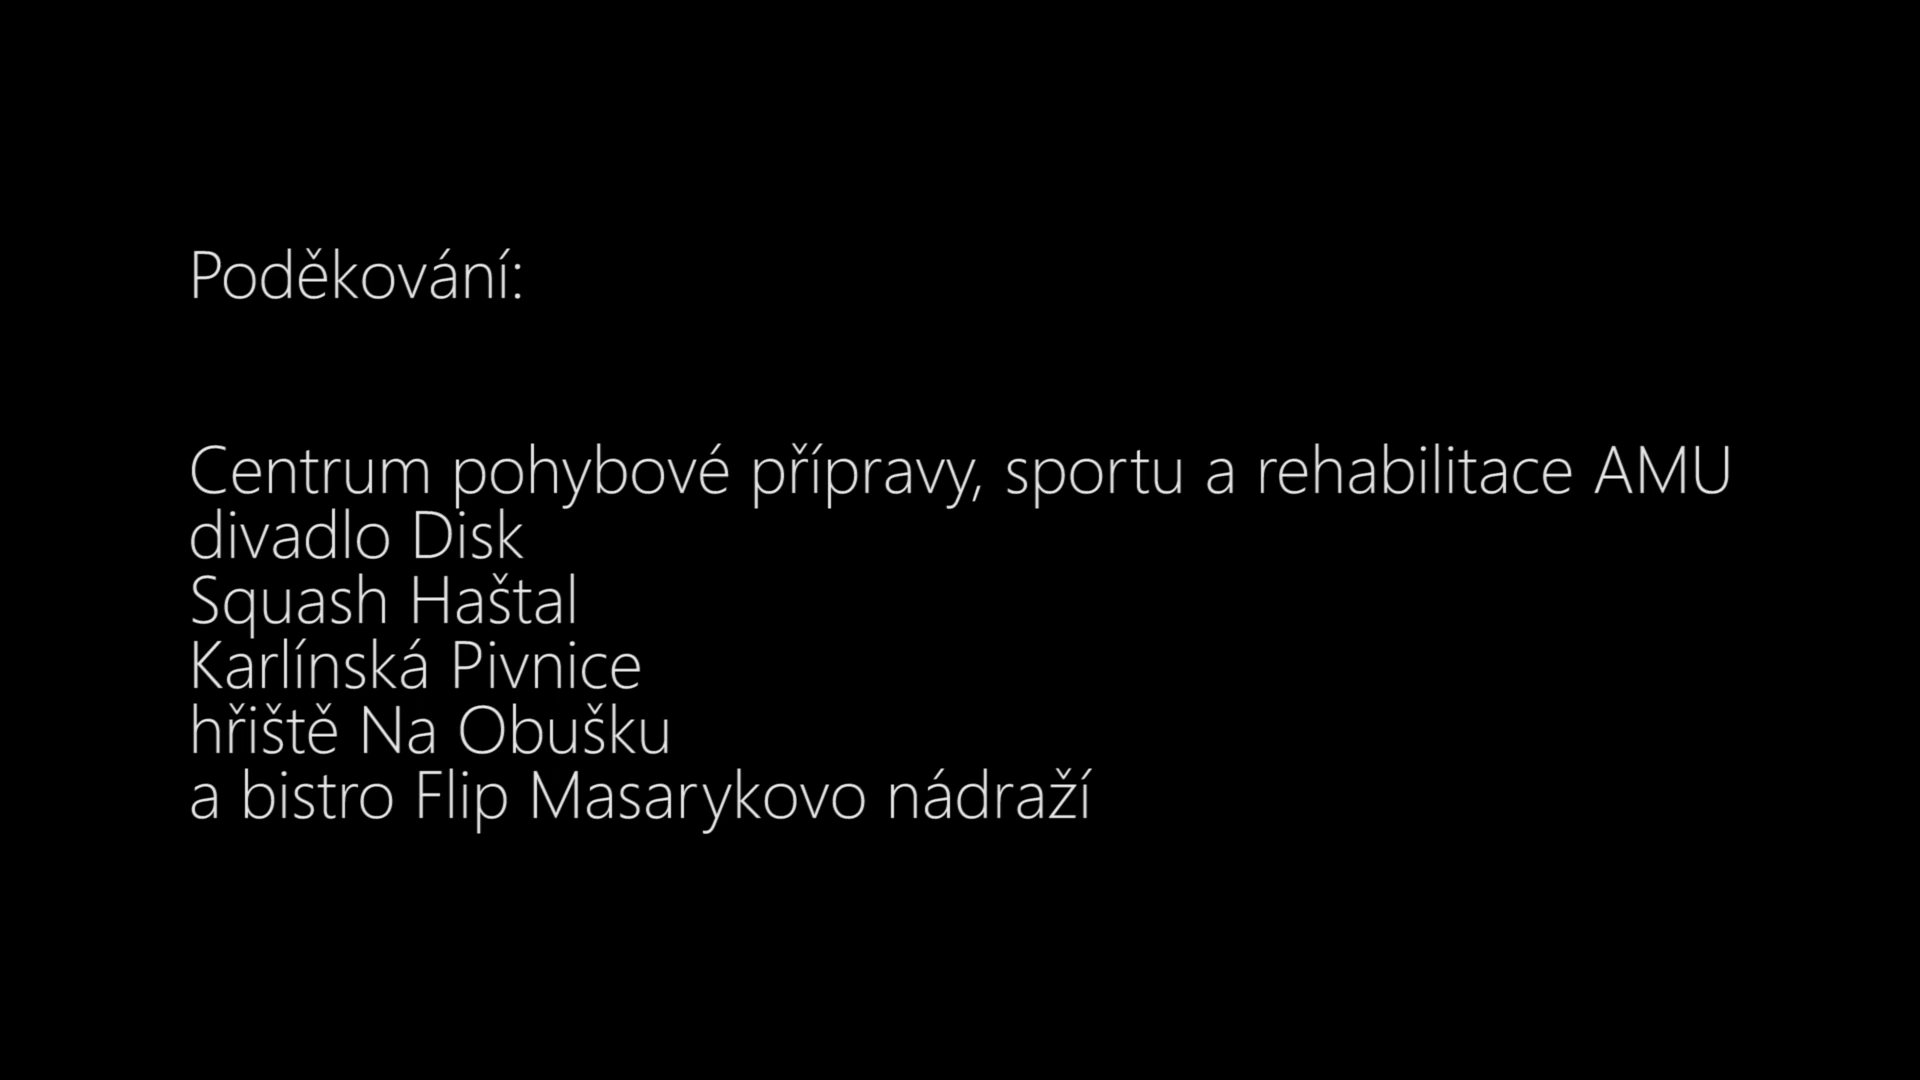 Poděkování:
Centrum pohybové přípravy, sportu a rehabilitace AMU
divadlo Disk
Squash Haštal
Karlínská Pivnice
hřiště Na Obušku
a bistro Flip Masarykovo nádraží